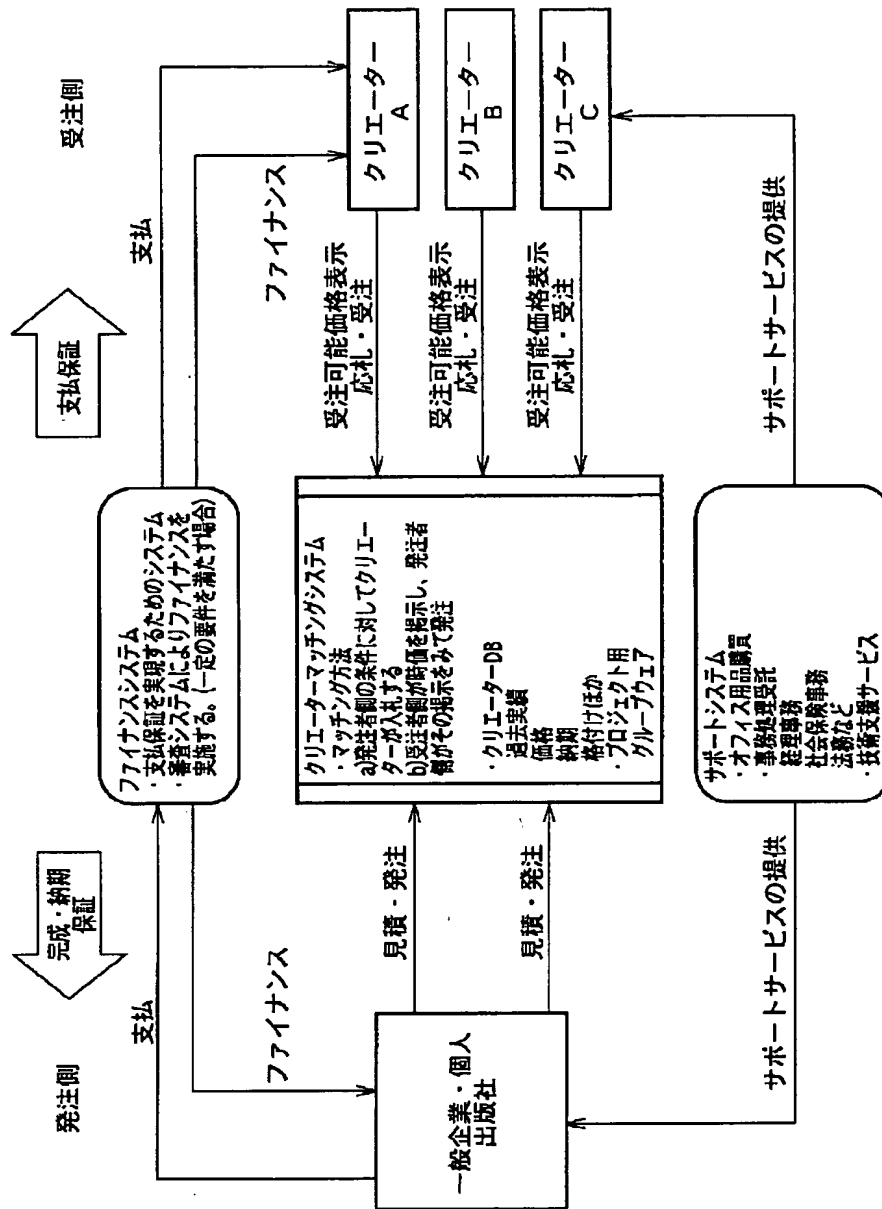 発注側
受注側
完成・納期
保証
支払保証
支払
支払
ファイナンス
ファイナンス
ファイナンスシステム
・支払保証を実現するためのシステム
・審査システムによりファイナンスを
実施する。(一定の要件を満たす場合)
一般企業・個人
出版社
見積・発注
見積・発注
クリエーターマッチングシステム
・マッチング方法
a)発注者側の条件に対してクリエー
ターが入札する
b)受注者側が時価を掲示し、発注者
側がその掲示をみて発注
・クリエーターDB
過去実績
価格
納期
格付けほか
・プロジェクト用
グループウェア
受注可能価格表示
応札・受注
受注可能価格表示
応札・受注
受注可能価格表示
応札・受注
クリエーター
A
クリエーター
B
クリエーター
C
サポートサービスの提供
サポートサービスの提供
サポートシステム
・オフィス用品購買
・事務処理受託
経理事務
社会保険事務
法務など
・技術支援サービス